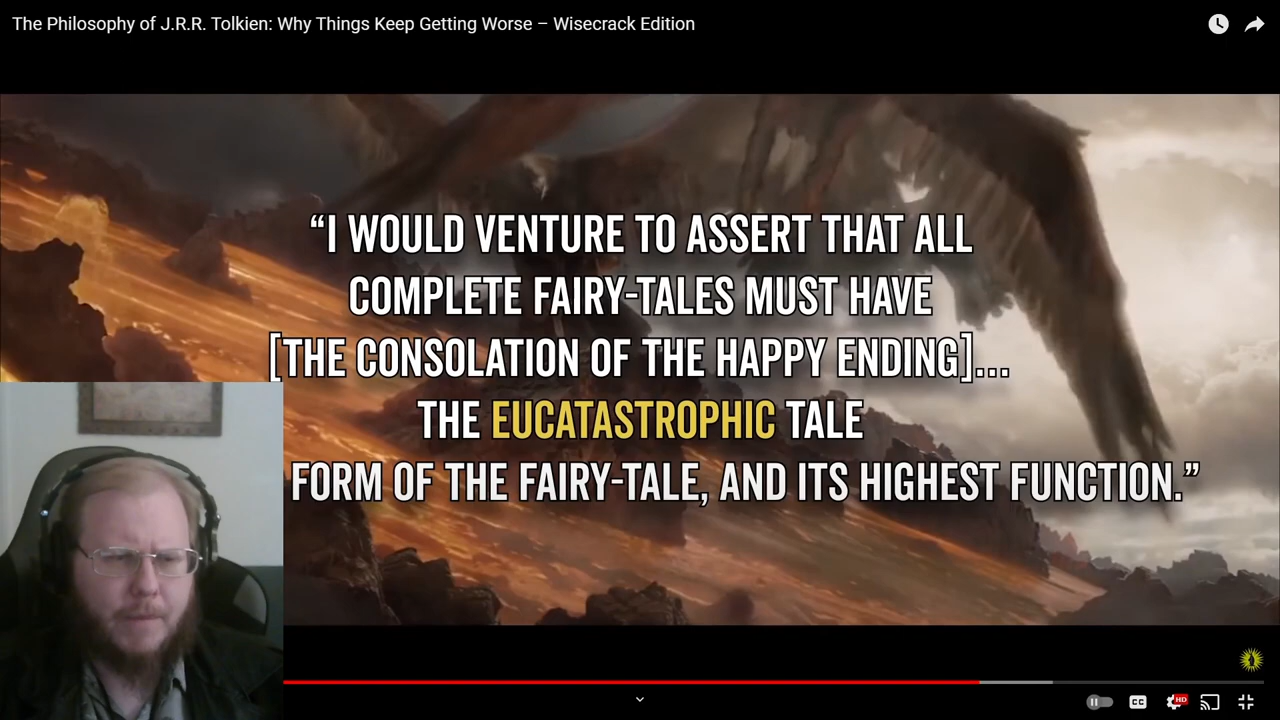 The Philosophy of J.R.R. Tolkien: Why Things Keep Getting Worse – Wisecrack Edition
“I WOULD VENTURE TO ASSERT THAT ALL
COMPLETE FAIRY-TALES MUST HAVE
[THE CONSOLATION OF THE HAPPY ENDING]...
THE EUCATASTROPHIC TALE
FORM OF THE FAIRY-TALE, AND ITS HIGHEST FUNCTION.”
CC
HD